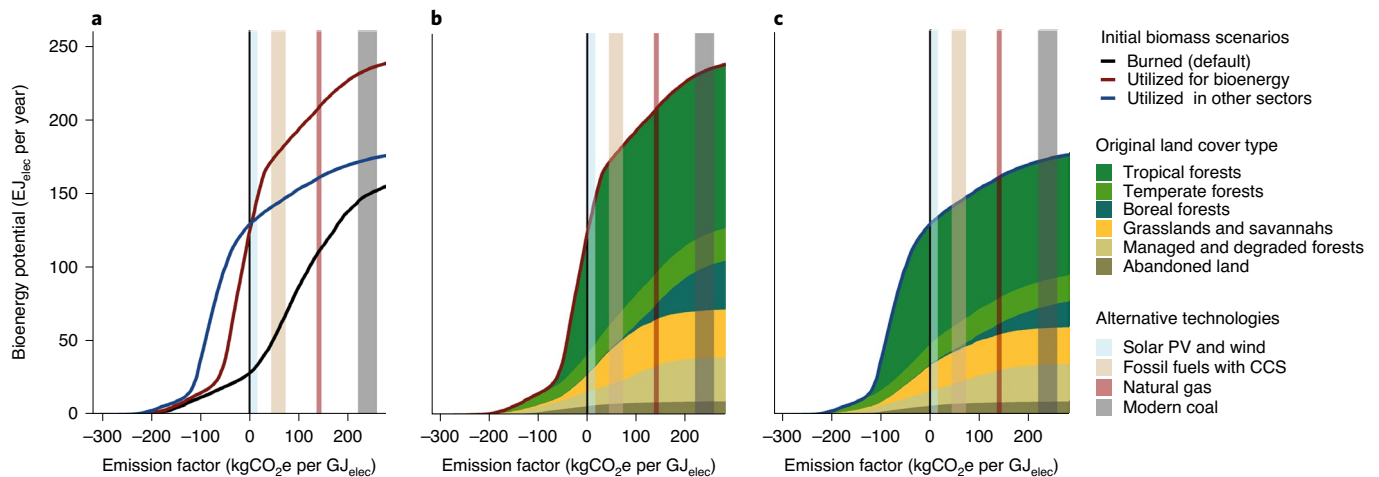 a
b
c
Bioenergy potential (EJelec per year)
250
200
150
100
50
0
−300
−200
−100
0
100
200
Emission factor (kgCO2e per GJelec)
−300
−200
−100
0
100
200
Emission factor (kgCO2e per GJelec)
−300
−200
−100
0
100
200
Emission factor (kgCO2e per GJelec)
Initial biomass scenarios
Burned (default)
Utilized for bioenergy
Utilized in other sectors
Original land cover type
Tropical forests
Temperate forests
Boreal forests
Grasslands and savannahs
Managed and degraded forests
Abandoned land
Alternative technologies
Solar PV and wind
Fossil fuels with CCS
Natural gas
Modern coal